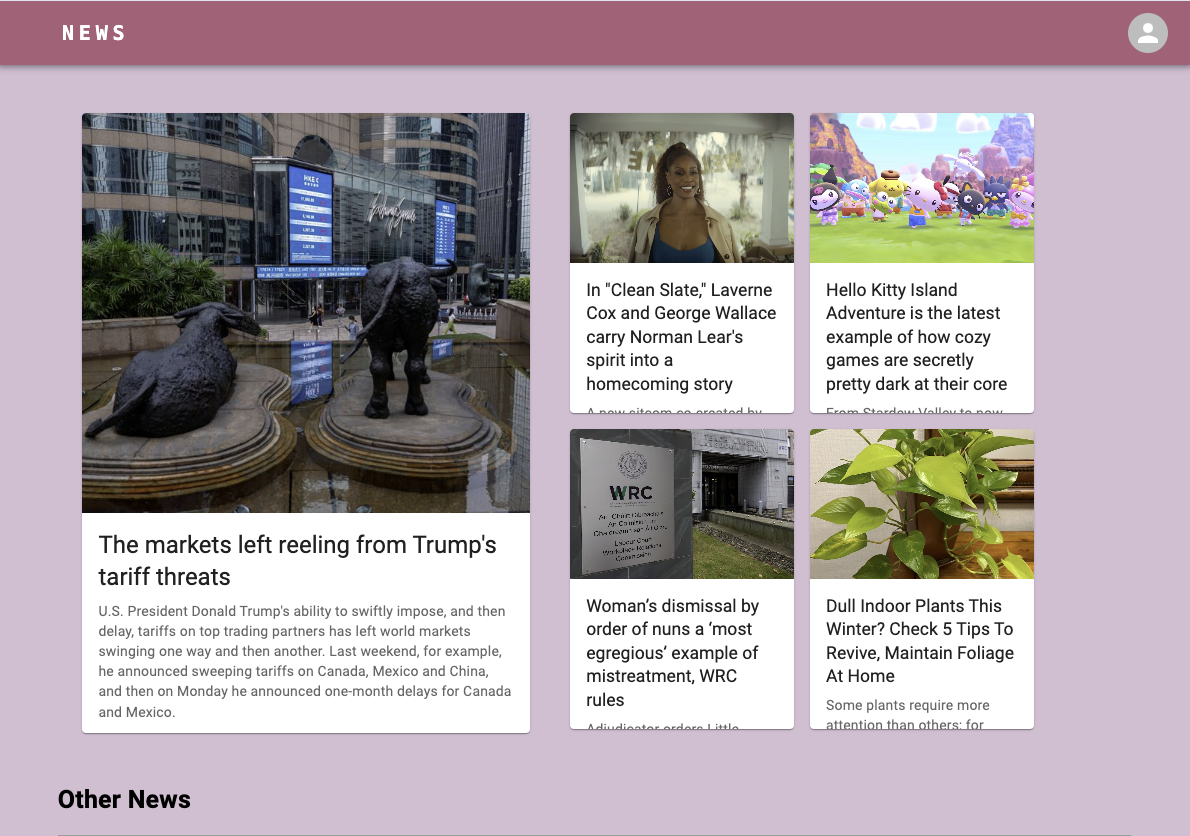 NEWS
HKEX
In "Clean Slate," Laverne
Cox and George Wallace
carry Norman Lear's
spirit into a
homecoming story
A new sitcom co-created by
Hello Kitty Island
Adventure is the latest
example of how cozy
games are secretly
pretty dark at their core
From Stardew Valley to now
The markets left reeling from Trump's
tariff threats
U.S. President Donald Trump's ability to swiftly impose, and then
delay, tariffs on top trading partners has left world markets
swinging one way and then another. Last weekend, for example,
he announced sweeping tariffs on Canada, Mexico and China,
and then on Monday he announced one-month delays for Canada
and Mexico.
WRC
Labour Court
Workplace Relations
Commission
Woman’s dismissal by
order of nuns a ‘most
egregious‘ example of
mistreatment, WRC
rules
Adjudicator orders Little
Dull Indoor Plants This
Winter? Check 5 Tips To
Revive, Maintain Foliage
At Home
Some plants require more
attention than others; for
Other News